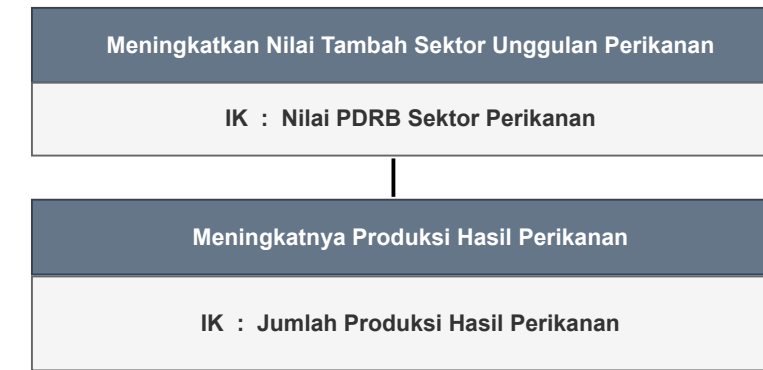 Meningkatkan Nilai Tambah Sektor Unggulan Perikanan
IK : Nilai PDRB Sektor Perikanan
Meningkatnya Produksi Hasil Perikanan
IK : Jumlah Produksi Hasil Perikanan